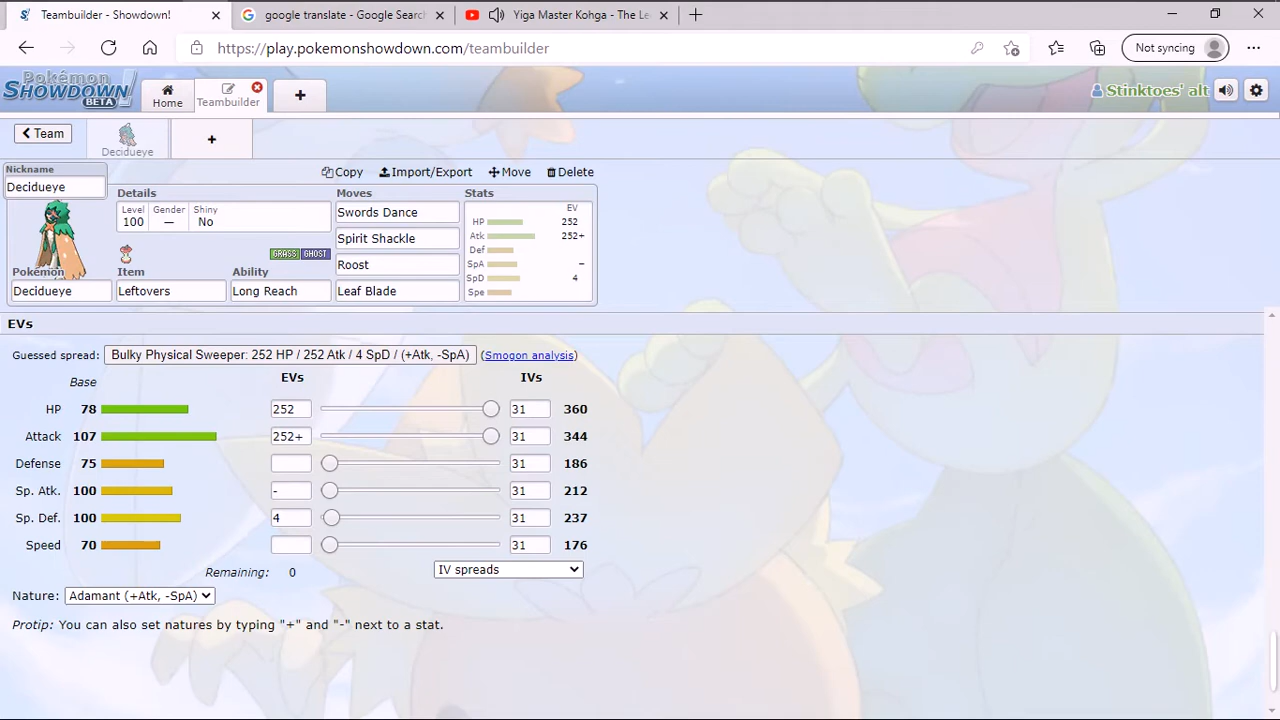 Teambuilder - Showdown!
google translate - Google Searc
Yiga Master Kohga - The Le
https://play.pokemonshowdown.com/teambuilder
Not syncing
Pokémon
SHOWDOWN!
BETA
Home
Teambuilder
Stinktoes' alt
Team
Decidueye
Nickname
Decidueye
Copy
Import/Export
Move
Delete
Details
Level
100
Gender
—
Shiny
No
GRASS
GHOST
Pokémon
Decidueye
Item
Leftovers
Ability
Long Reach
Moves
Swords Dance
Spirit Shackle
Roost
Leaf Blade
Stats
EV
HP 252
Atk 252+
Def
SpA –
SpD 4
Spe
EVs
Guessed spread: Bulky Physical Sweeper: 252 HP / 252 Atk / 4 SpD / (+Atk, -SpA) (Smogon analysis)
Base EVs IVs
HP 78 252 31 360
Attack 107 252+ 31 344
Defense 75 31 186
Sp. Atk. 100 - 31 212
Sp. Def. 100 4 31 237
Speed 70 31 176
Remaining: 0 IV spreads
Nature: Adamant (+Atk, -SpA)
Protip: You can also set natures by typing "+" and "-" next to a stat.